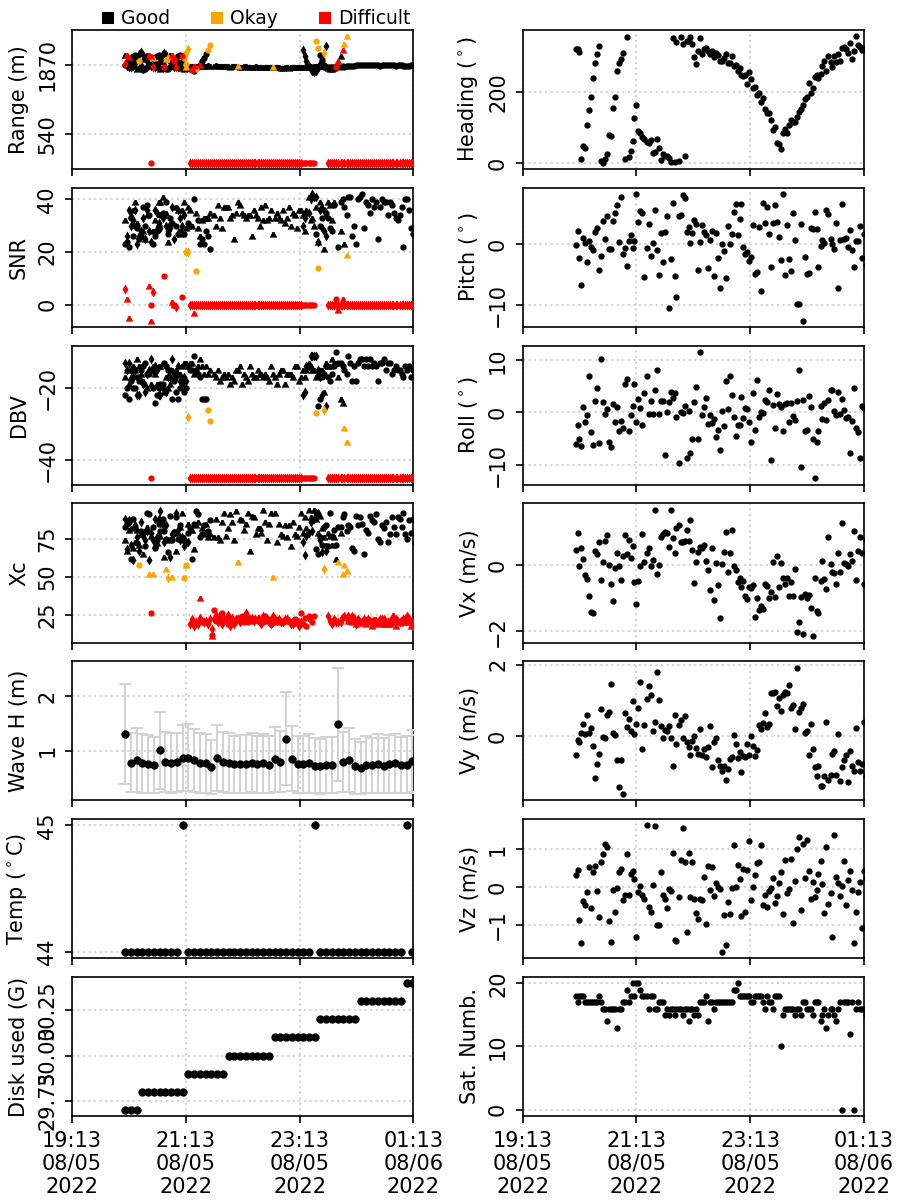 Good Okay Difficult
Range (m)
1870
540
Heading (°)
200
0
SNR
40
20
0
Pitch (°)
0
−10
DBV
−20
−40
Roll (°)
10
0
−10
Xc
75
50
25
Vx (m/s)
0
−2
Wave H (m)
2
1
Vy (m/s)
2
0
Temp (°C)
45
44
Vz (m/s)
1
0
−1
Disk used (G)
30.25
30.00
29.75
Sat. Numb.
20
10
0
19:13 21:13 23:13 01:13
08/05 08/05 08/05 08/06
2022 2022 2022 2022
19:13 21:13 23:13 01:13
08/05 08/05 08/05 08/06
2022 2022 2022 2022